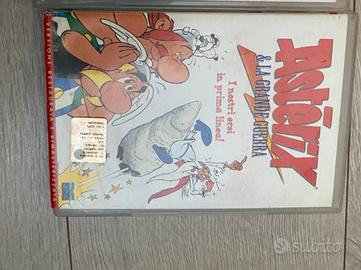 ASTÉRIX
& LA GRANDE GUERRA
I nostri eroi
in prima linea!
VERSIONE RESTAURATA E RIMASTERIZZATA
subito